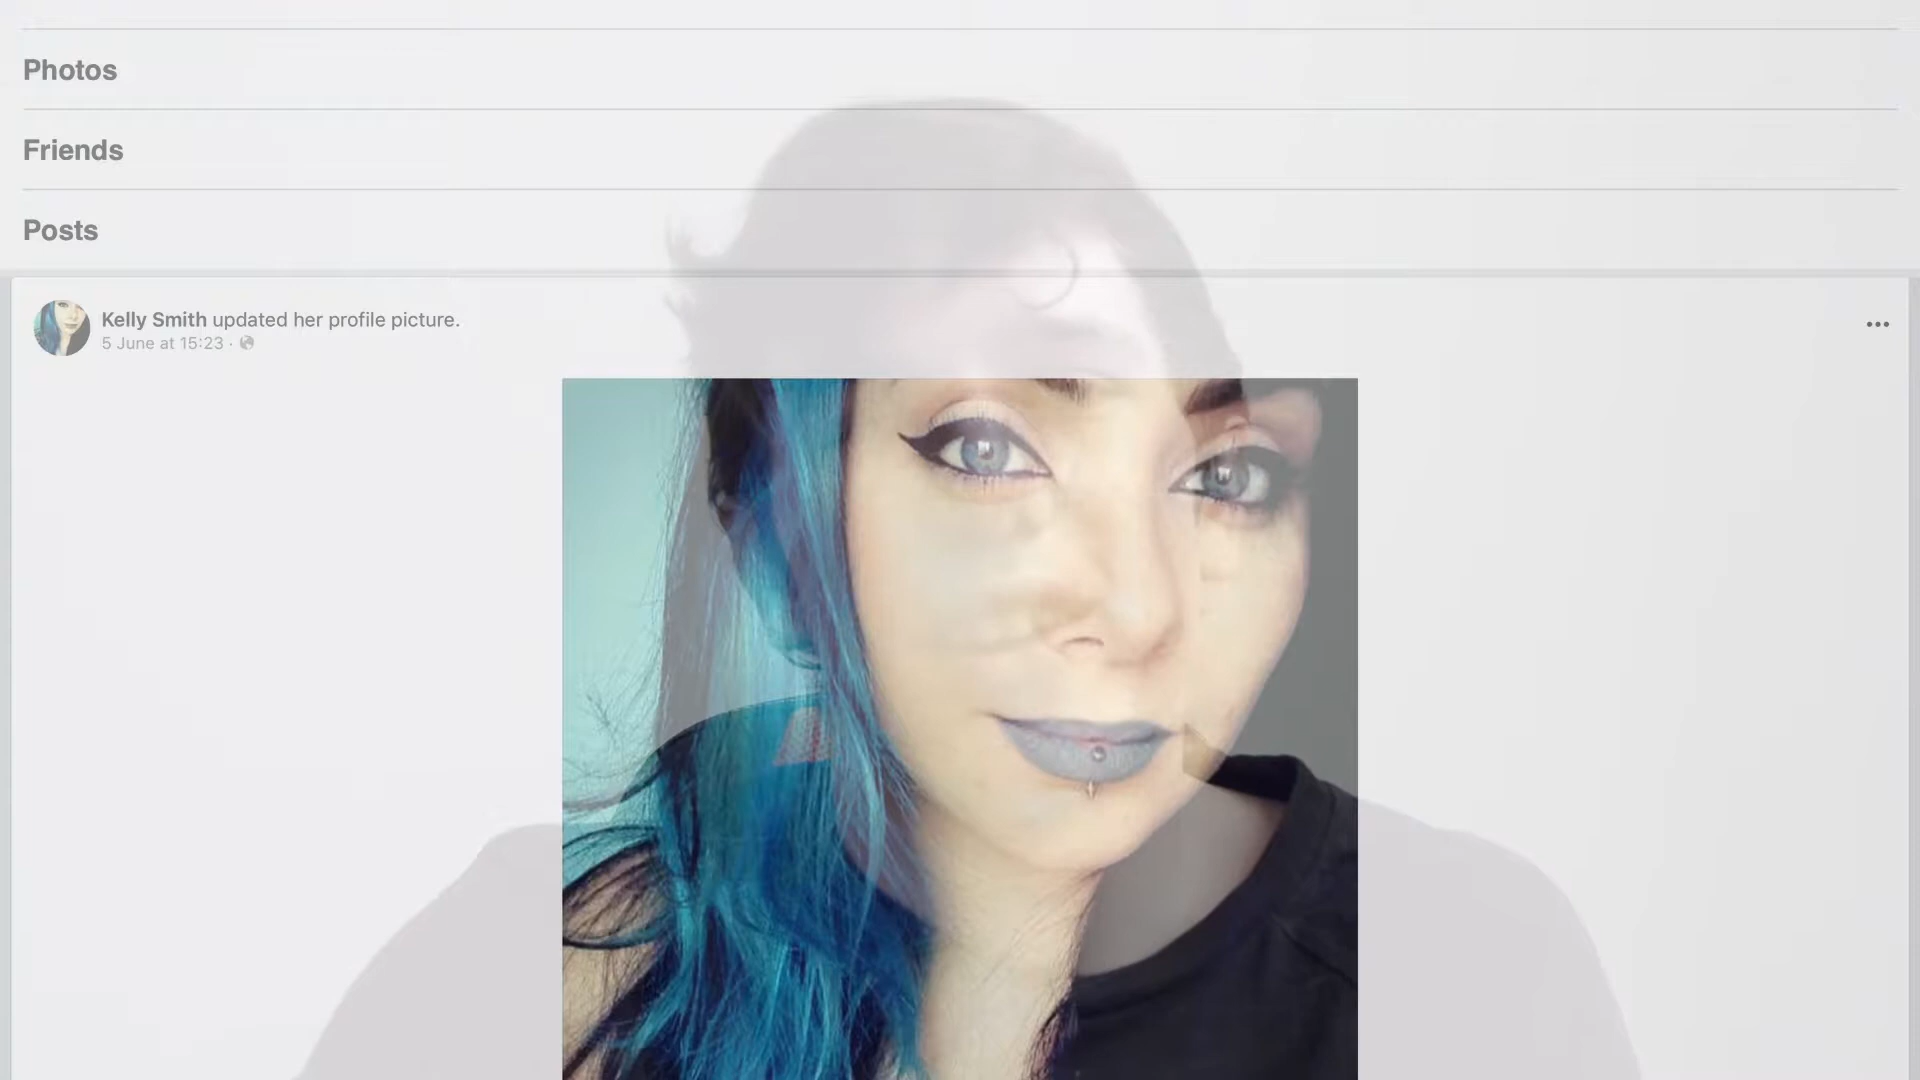 Photos
Friends
Posts
Kelly Smith updated her profile picture.
5 June at 15:23 ·